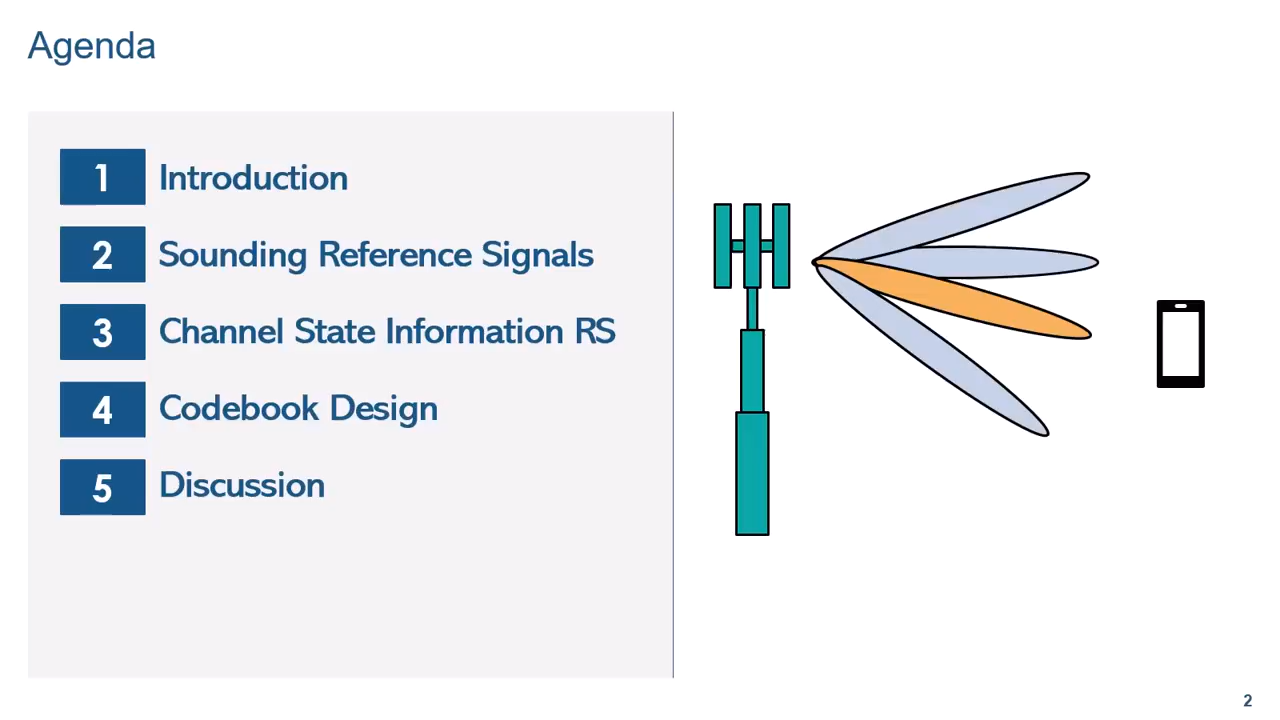 Agenda
1 Introduction
2 Sounding Reference Signals
3 Channel State Information RS
4 Codebook Design
5 Discussion
2